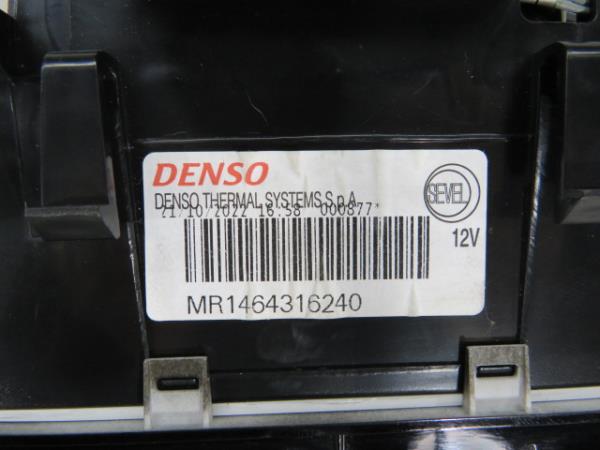 DENSO
DENSO THERMAL SYSTEMS S.p.A.
21/10/2022 16:58 000877*
SEVEL
12V
MR1464316240